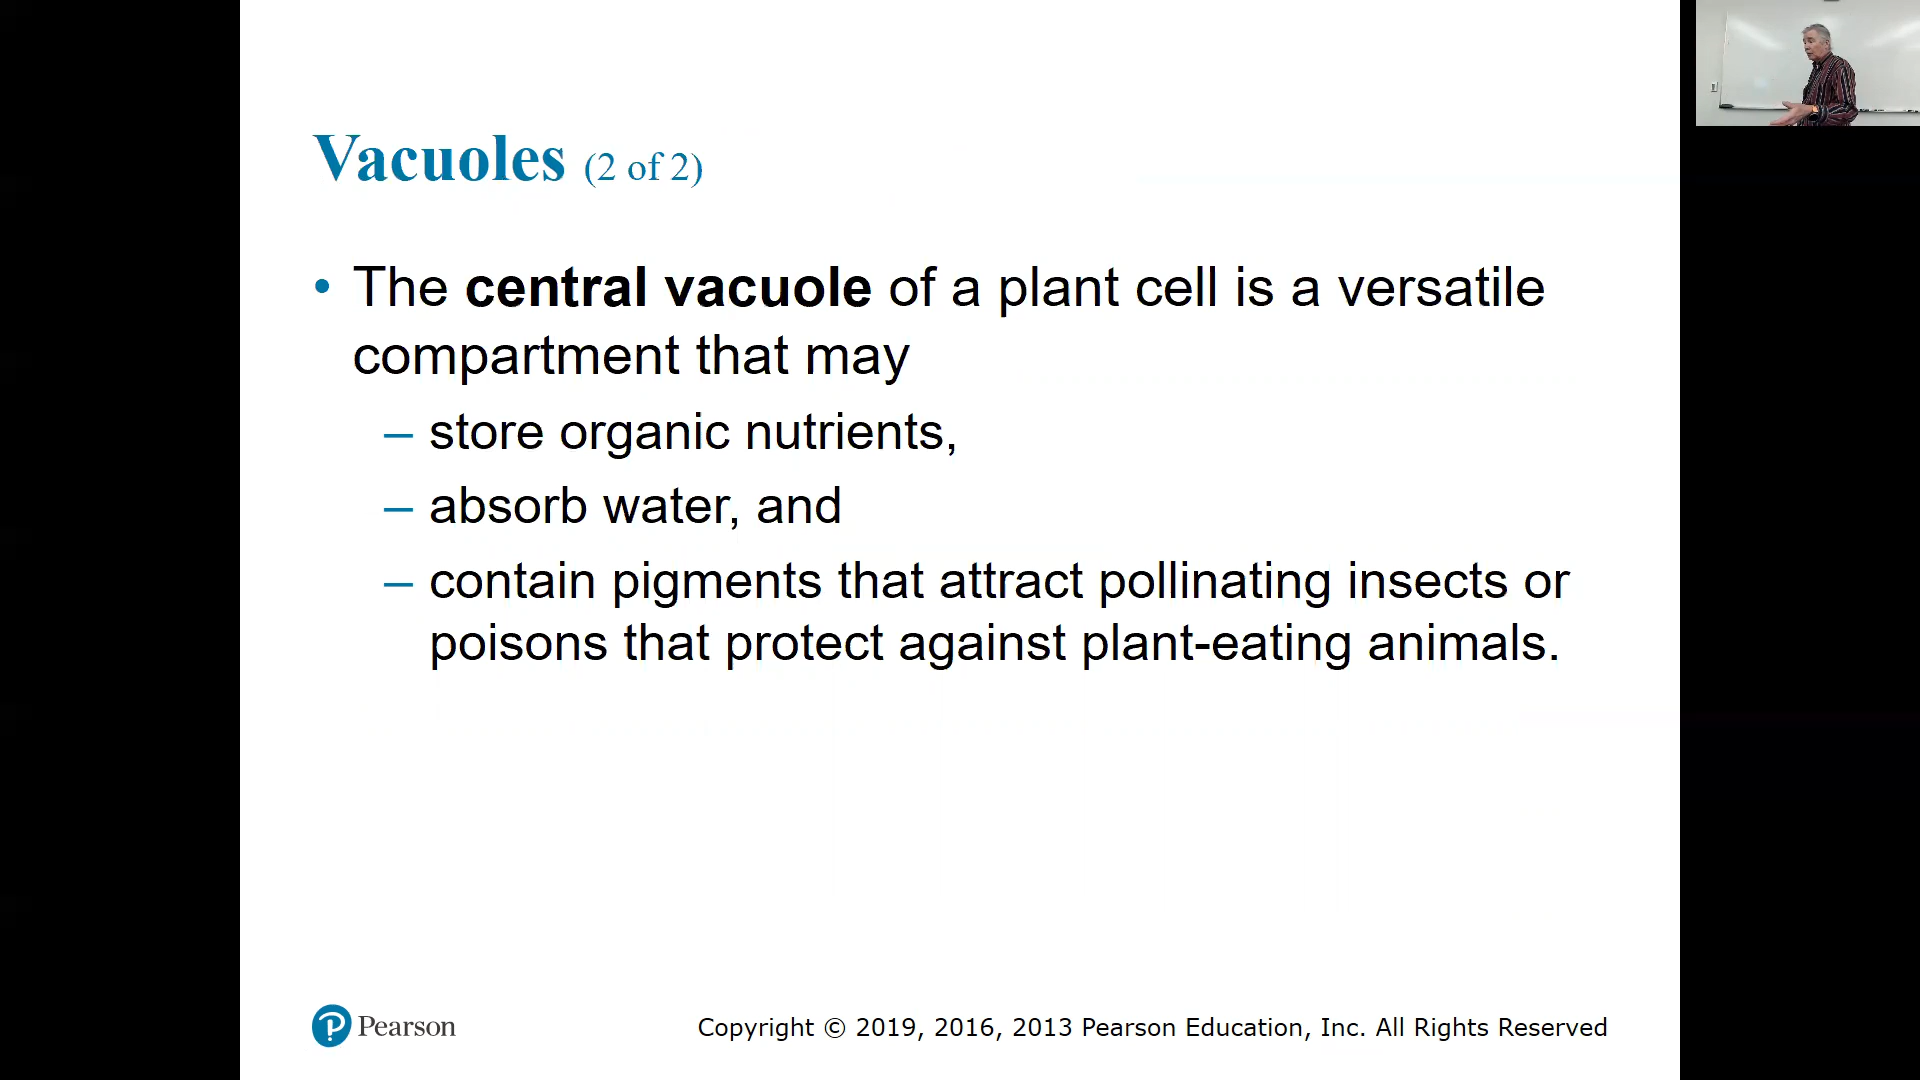 Vacuoles (2 of 2)
• The central vacuole of a plant cell is a versatile
compartment that may
– store organic nutrients,
– absorb water, and
– contain pigments that attract pollinating insects or
poisons that protect against plant-eating animals.
Pearson
Copyright © 2019, 2016, 2013 Pearson Education, Inc. All Rights Reserved